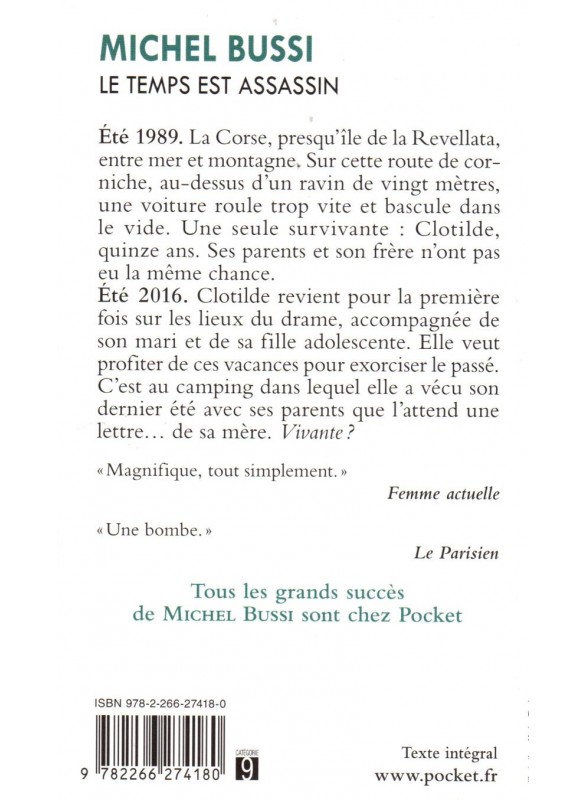 MICHEL BUSSI
LE TEMPS EST ASSASSIN
Été 1989. La Corse, presqu'île de la Revellata,
entre mer et montagne. Sur cette route de cor-
niche, au-dessus d'un ravin de vingt mètres,
une voiture roule trop vite et bascule dans
le vide. Une seule survivante : Clotilde,
quinze ans. Ses parents et son frère n'ont pas
eu la même chance.
Été 2016. Clotilde revient pour la première
fois sur les lieux du drame, accompagnée de
son mari et de sa fille adolescente. Elle veut
profiter de ces vacances pour exorciser le passé.
C'est au camping dans lequel elle a vécu son
dernier été avec ses parents que l'attend une
lettre… de sa mère. Vivante ?
« Magnifique, tout simplement. »
Femme actuelle
« Une bombe. »
Le Parisien
Tous les grands succès
de MICHEL BUSSI sont chez Pocket
ISBN 978-2-266-27418-0
CATÉGORIE
9
9 782266 274180
Texte intégral
www.pocket.fr